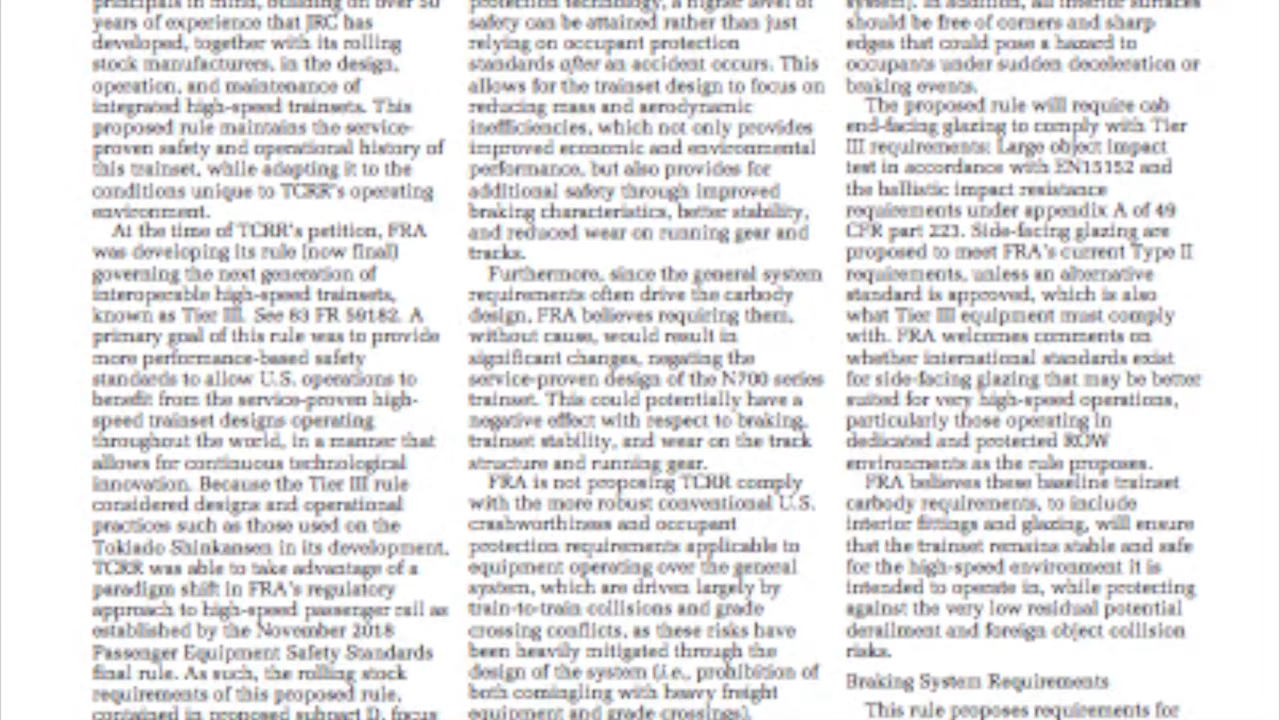 principals in mind, building on over 50
years of experience that JRC has
developed, together with its rolling
stock manufacturers, in the design,
operation, and maintenance of
integrated high-speed trainsets. This
proposed rule maintains the service-
proven safety and operational history of
this trainset, while adapting it to the
conditions unique to TCRR's operating
environment.
At the time of TCRR's petition, FRA
was developing its rule (now final)
governing the next generation of
interoperable high-speed trainsets,
known as Tier III. See 83 FR 59182. A
primary goal of this rule was to provide
more performance-based safety
standards to allow U.S. operations to
benefit from the service-proven high-
speed trainset designs operating
throughout the world, in a manner that
allows for continuous technological
innovation. Because the Tier III rule
considered designs and operational
practices such as those used on the
Tokiado Shinkansen in its development,
TCRR was able to take advantage of a
paradigm shift in FRA's regulatory
approach to high-speed passenger rail as
established by the November 2018
Passenger Equipment Safety Standards
final rule. As such, the rolling stock
requirements of this proposed rule,
contained in proposed subpart D, focus
protection technology, a higher level of
safety can be attained rather than just
relying on occupant protection
standards after an accident occurs. This
allows for the trainset design to focus on
reducing mass and aerodynamic
inefficiencies, which not only provides
improved economic and environmental
performance, but also provides for
additional safety through improved
braking characteristics, better stability,
and reduced wear on running gear and
tracks.
Furthermore, since the general system
requirements often drive the carbody
design, FRA believes requiring them,
without cause, would result in
significant changes, negating the
service-proven design of the N700 series
trainset. This could potentially have a
negative effect with respect to braking,
trainset stability, and wear on the track
structure and running gear.
FRA is not proposing TCRR comply
with the more robust conventional U.S.
crashworthiness and occupant
protection requirements applicable to
equipment operating over the general
system, which are driven largely by
train-to-train collisions and grade
crossing conflicts, as these risks have
been heavily mitigated through the
design of the system (i.e., prohibition of
both comingling with heavy freight
equipment and grade crossings).
system). In addition, all interior surfaces
should be free of corners and sharp
edges that could pose a hazard to
occupants under sudden deceleration or
braking events.
The proposed rule will require cab
end-facing glazing to comply with Tier
III requirements: Large object impact
test in accordance with EN15152 and
the ballistic impact resistance
requirements under appendix A of 49
CFR part 223. Side-facing glazing are
proposed to meet FRA's current Type II
requirements, unless an alternative
standard is approved, which is also
what Tier III equipment must comply
with. FRA welcomes comments on
whether international standards exist
for side-facing glazing that may be better
suited for very high-speed operations,
particularly those operating in
dedicated and protected ROW
environments as the rule proposes.
FRA believes these baseline trainset
carbody requirements, to include
interior fittings and glazing, will ensure
that the trainset remains stable and safe
for the high-speed environment it is
intended to operate in, while protecting
against the very low residual potential
derailment and foreign object collision
risks.
Braking System Requirements
This rule proposes requirements for